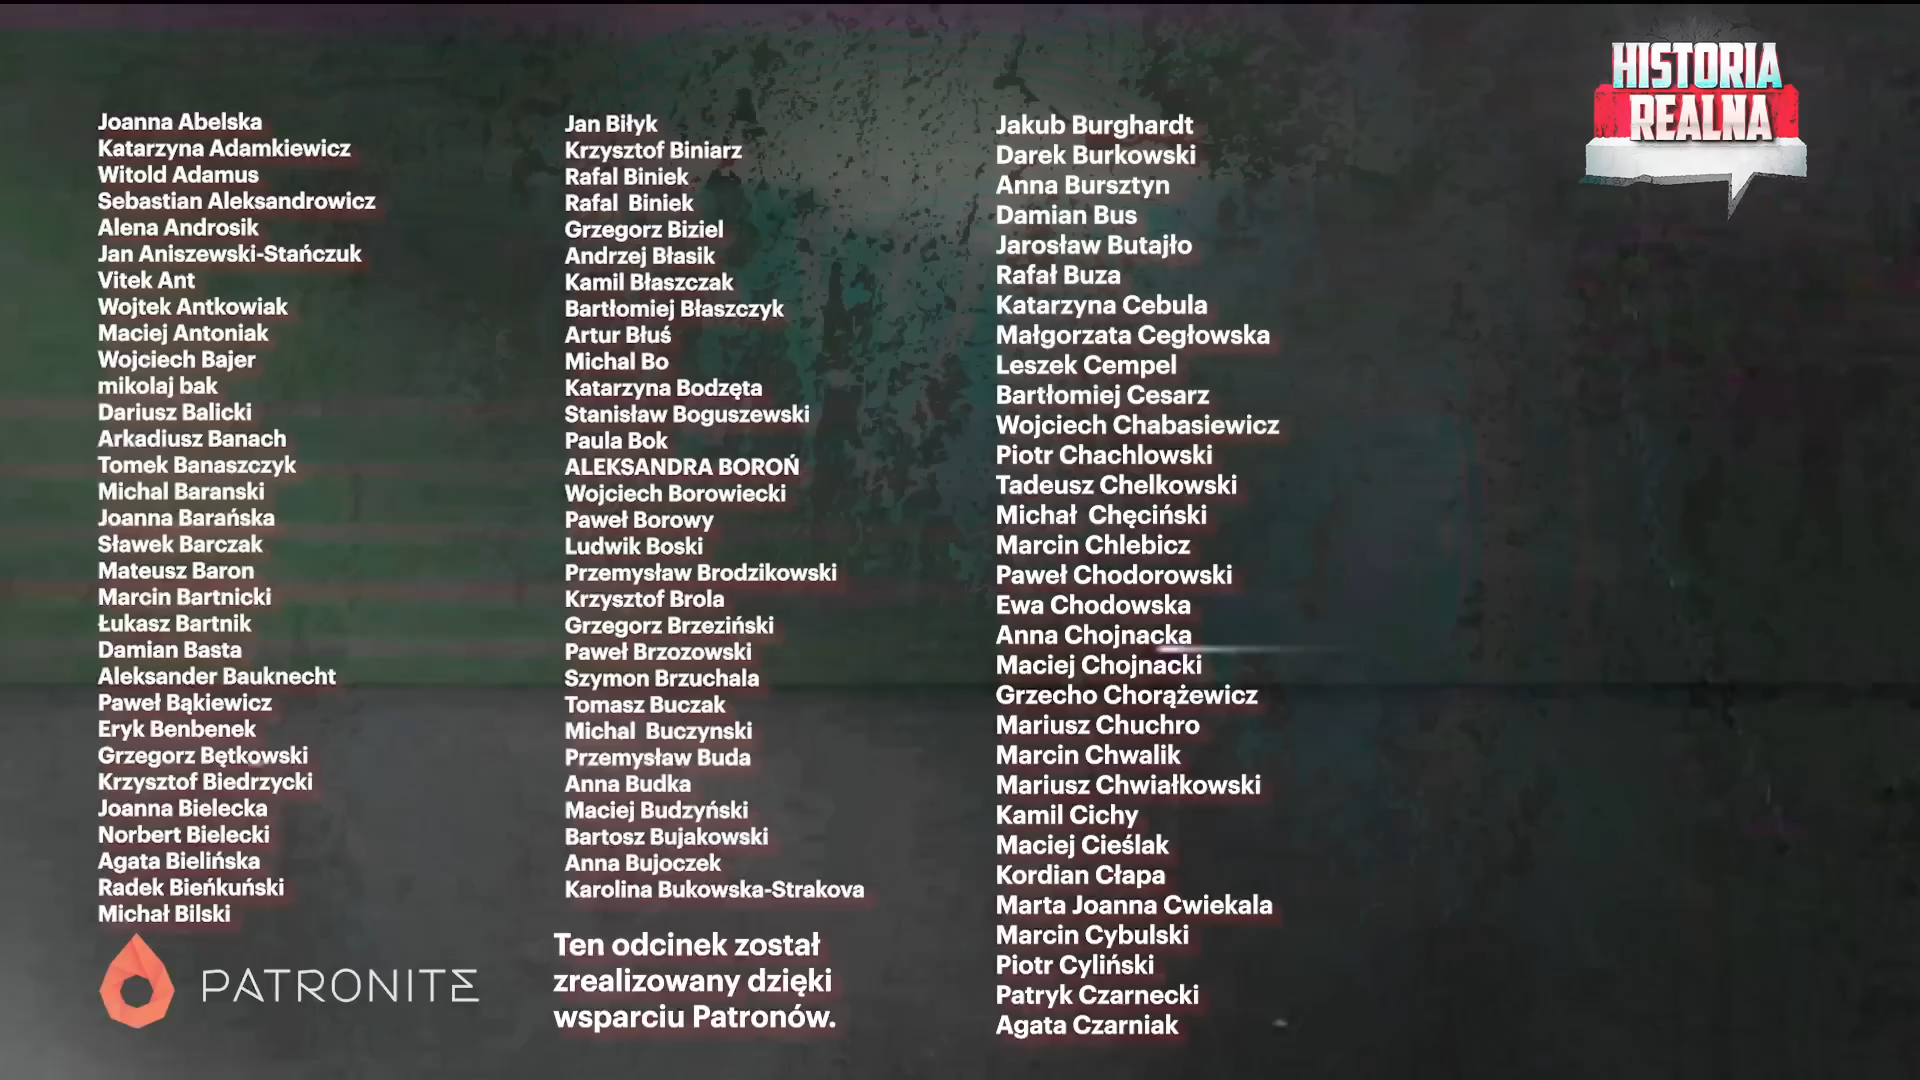 Joanna Abelska
Katarzyna Adamkiewicz
Witold Adamus
Sebastian Aleksandrowicz
Alena Androsik
Jan Aniszewski-Stańczuk
Vitek Ant
Wojtek Antkowiak
Maciej Antoniak
Wojciech Bajer
mikolaj bak
Dariusz Balicki
Arkadiusz Banach
Tomek Banaszczyk
Michal Baranski
Joanna Barańska
Sławek Barczak
Mateusz Baron
Marcin Bartnicki
Łukasz Bartnik
Damian Basta
Aleksander Bauknecht
Paweł Bąkiewicz
Eryk Benbenek
Grzegorz Bętkowski
Krzysztof Biedrzycki
Joanna Bielecka
Norbert Bielecki
Agata Bielińska
Radek Bieńkuński
Michał Bilski
PATRONITE
Jan Biłyk
Krzysztof Biniarz
Rafal Biniek
Rafal  Biniek
Grzegorz Biziel
Andrzej Błasik
Kamil Błaszczak
Bartłomiej Błaszczyk
Artur Błuś
Michal Bo
Katarzyna Bodzęta
Stanisław Boguszewski
Paula Bok
ALEKSANDRA BOROŃ
Wojciech Borowiecki
Paweł Borowy
Ludwik Boski
Przemysław Brodzikowski
Krzysztof Brola
Grzegorz Brzeziński
Paweł Brzozowski
Szymon Brzuchala
Tomasz Buczak
Michal  Buczynski
Przemysław Buda
Anna Budka
Maciej Budzyński
Bartosz Bujakowski
Anna Bujoczek
Karolina Bukowska-Strakova
Ten odcinek został
zrealizowany dzięki
wsparciu Patronów.
Jakub Burghardt
Darek Burkowski
Anna Bursztyn
Damian Bus
Jarosław Butajło
Rafał Buza
Katarzyna Cebula
Małgorzata Cegłowska
Leszek Cempel
Bartłomiej Cesarz
Wojciech Chabasiewicz
Piotr Chachlowski
Tadeusz Chelkowski
Michał  Chęciński
Marcin Chlebicz
Paweł Chodorowski
Ewa Chodowska
Anna Chojnacka
Maciej Chojnacki
Grzecho Chorążewicz
Mariusz Chuchro
Marcin Chwalik
Mariusz Chwiałkowski
Kamil Cichy
Maciej Cieślak
Kordian Cłapa
Marta Joanna Cwiekala
Marcin Cybulski
Piotr Cyliński
Patryk Czarnecki
Agata Czarniak
HISTORIA
REALNA